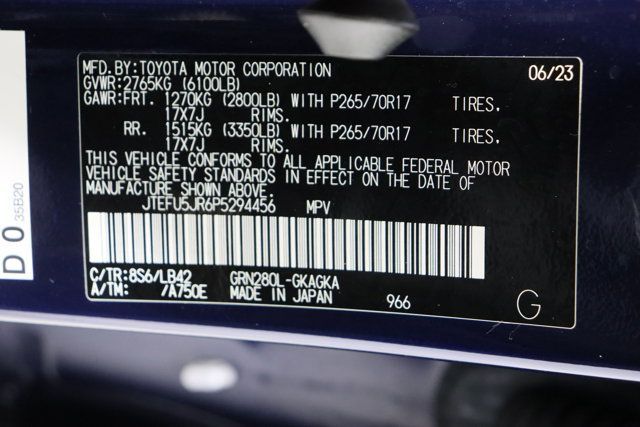 MFD.BY:TOYOTA MOTOR CORPORATION 06/23
GVWR:2765KG (6100LB)
GAWR:FRT. 1270KG (2800LB) WITH P265/70R17 TIRES.
17X7J RIMS.
RR. 1515KG (3350LB) WITH P265/70R17 TIRES.
17X7J RIMS.
THIS VEHICLE CONFORMS TO ALL APPLICABLE FEDERAL MOTOR
VEHICLE SAFETY STANDARDS IN EFFECT ON THE DATE OF
MANUFACTURE SHOWN ABOVE.
JTEFU5JR6P5294456 MPV
C/TR:8S6/LB42 GRN280L-GKAGKA
A/TM: /A750E MADE IN JAPAN 966
G
D 0 35B20